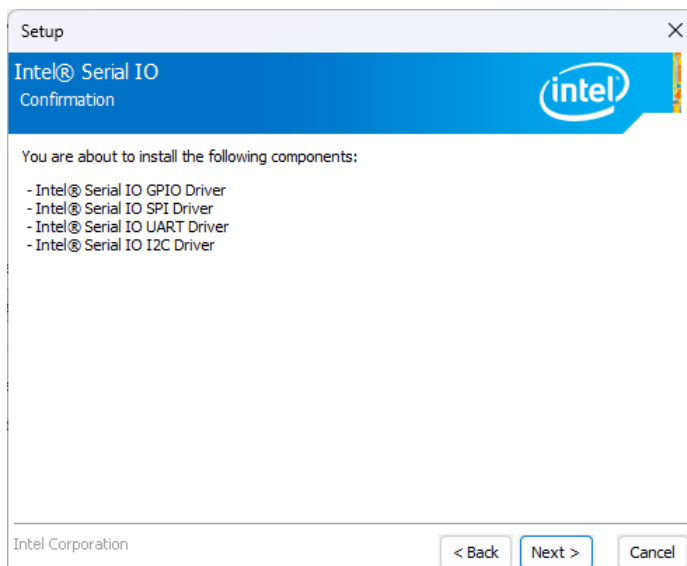 Setup
Intel® Serial IO
Confirmation
intel
You are about to install the following components:
- Intel® Serial IO GPIO Driver
- Intel® Serial IO SPI Driver
- Intel® Serial IO UART Driver
- Intel® Serial IO I2C Driver
Intel Corporation
< Back Next > Cancel